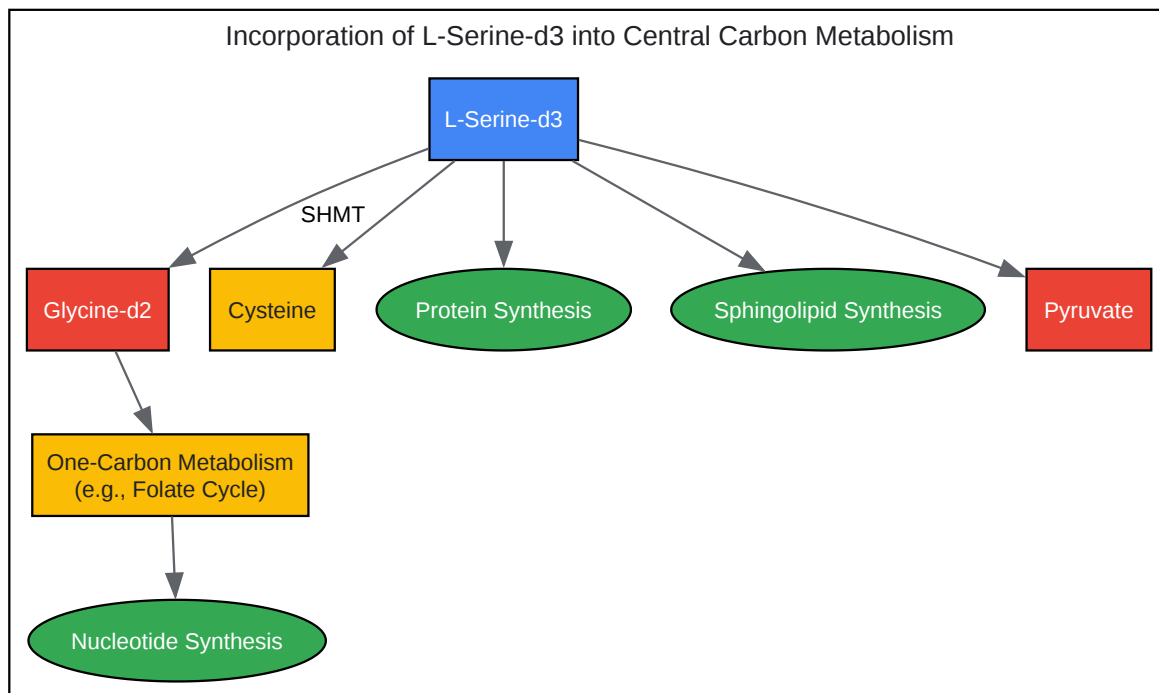 Incorporation of L-Serine-d3 into Central Carbon Metabolism
L-Serine-d3
SHMT
Glycine-d2
Cysteine
Protein Synthesis
Sphingolipid Synthesis
Pyruvate
One-Carbon Metabolism
(e.g., Folate Cycle)
Nucleotide Synthesis